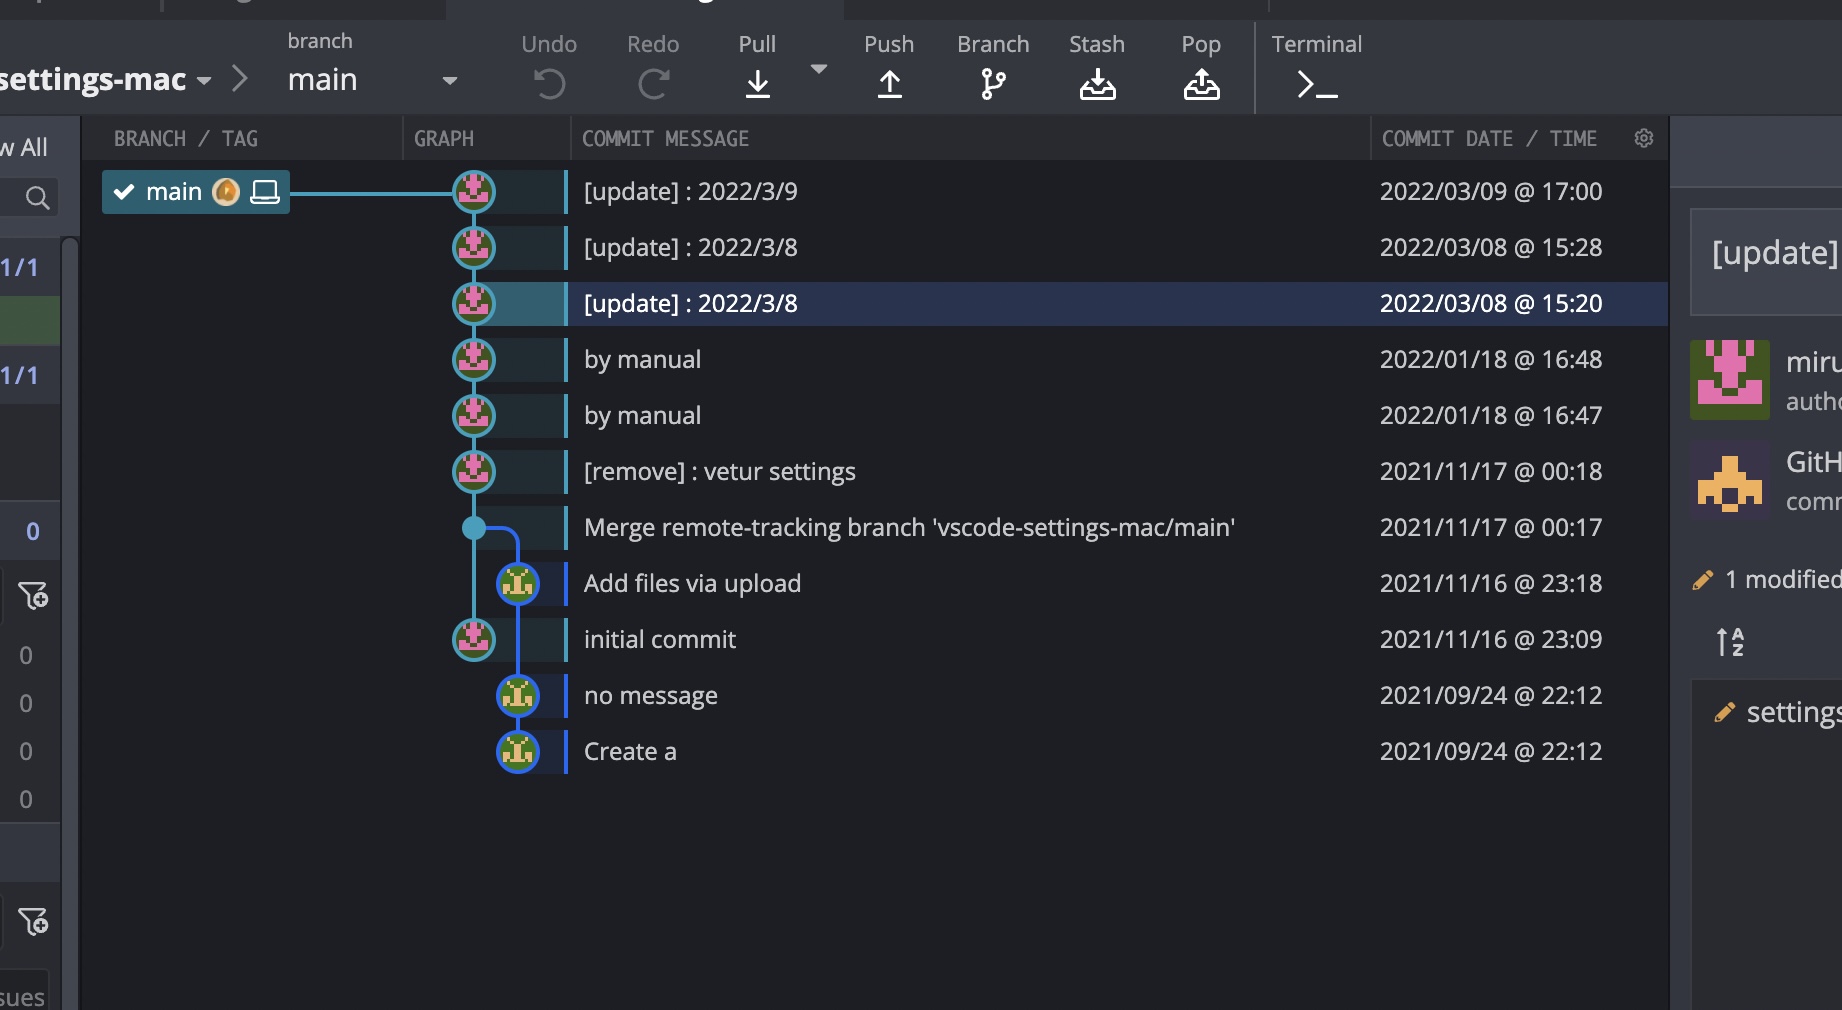 branch
settings-mac
main
Undo
Redo
Pull
Push
Branch
Stash
Pop
Terminal
w All
BRANCH / TAG
GRAPH
COMMIT MESSAGE
COMMIT DATE / TIME
main
[update] : 2022/3/9
2022/03/09 @ 17:00
[update] : 2022/3/8
2022/03/08 @ 15:28
[update] : 2022/3/8
2022/03/08 @ 15:20
by manual
2022/01/18 @ 16:48
by manual
2022/01/18 @ 16:47
[remove] : vetur settings
2021/11/17 @ 00:18
Merge remote-tracking branch 'vscode-settings-mac/main'
2021/11/17 @ 00:17
Add files via upload
2021/11/16 @ 23:18
initial commit
2021/11/16 @ 23:09
no message
2021/09/24 @ 22:12
Create a
2021/09/24 @ 22:12
1/1
1/1
0
0
0
0
0
sues
[update]
miru
autho
GitH
comm
1 modified
A
Z
settings